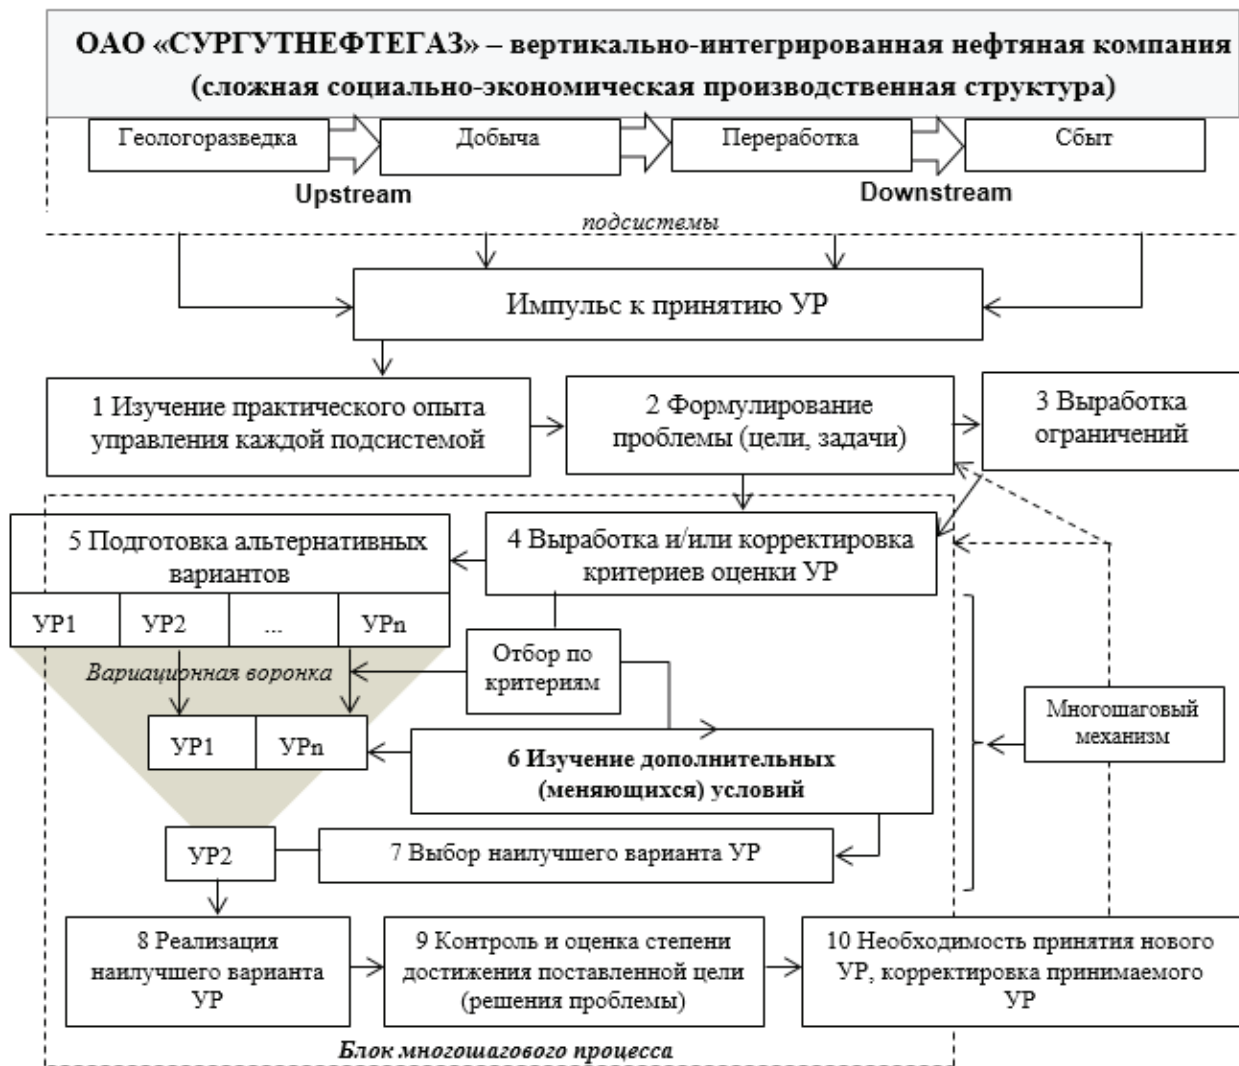 ОАО «СУРГУТНЕФТЕГАЗ» – вертикально-интегрированная нефтяная компания
(сложная социально-экономическая производственная структура)
Геологоразведка
Добыча
Переработка
Сбыт
Upstream
Downstream
подсистемы
Импульс к принятию УР
1 Изучение практического опыта
управления каждой подсистемой
2 Формулирование
проблемы (цели, задачи)
3 Выработка
ограничений
4 Выработка и/или корректировка
критериев оценки УР
5 Подготовка альтернативных
вариантов
УР1
УР2
...
УРn
Вариационная воронка
Отбор по
критериям
УР1
УРn
6 Изучение дополнительных
(меняющихся) условий
Многошаговый
механизм
УР2
7 Выбор наилучшего варианта УР
8 Реализация
наилучшего варианта
УР
9 Контроль и оценка степени
достижения поставленной цели
(решения проблемы)
10 Необходимость принятия нового
УР, корректировка принимаемого
УР
Блок многошагового процесса